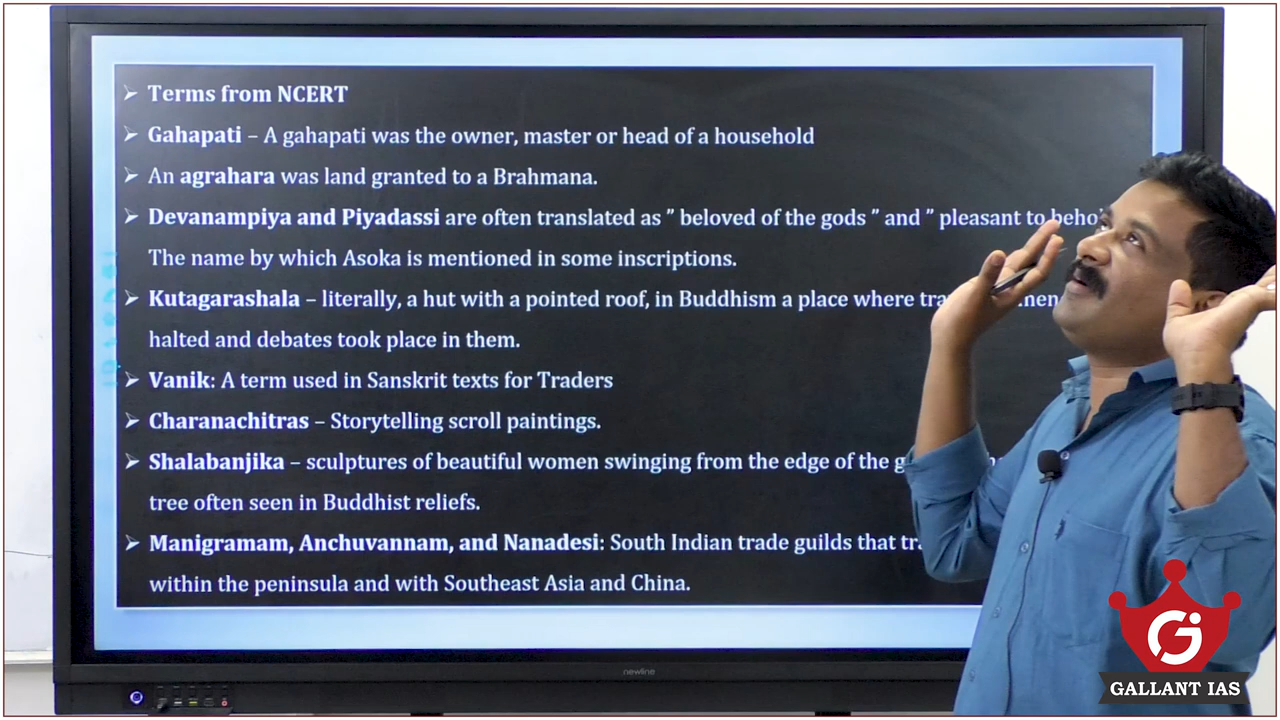 ➢ Terms from NCERT
➢ Gahapati – A gahapati was the owner, master or head of a household
➢ An agrahara was land granted to a Brahmana.
➢ Devanampiya and Piyadassi are often translated as ” beloved of the gods ” and ” pleasant to
The name by which Asoka is mentioned in some inscriptions.
➢ Kutagarashala – literally, a hut with a pointed roof, in Buddhism a place where
halted and debates took place in them.
➢ Vanik: A term used in Sanskrit texts for Traders
➢ Charanachitras – Storytelling scroll paintings.
➢ Shalabanjika – sculptures of beautiful women swinging from the edge of the
tree often seen in Buddhist reliefs.
➢ Manigramam, Anchuvannam, and Nanadesi: South Indian trade guilds that
within the peninsula and with Southeast Asia and China.
newline
GALLANT IAS